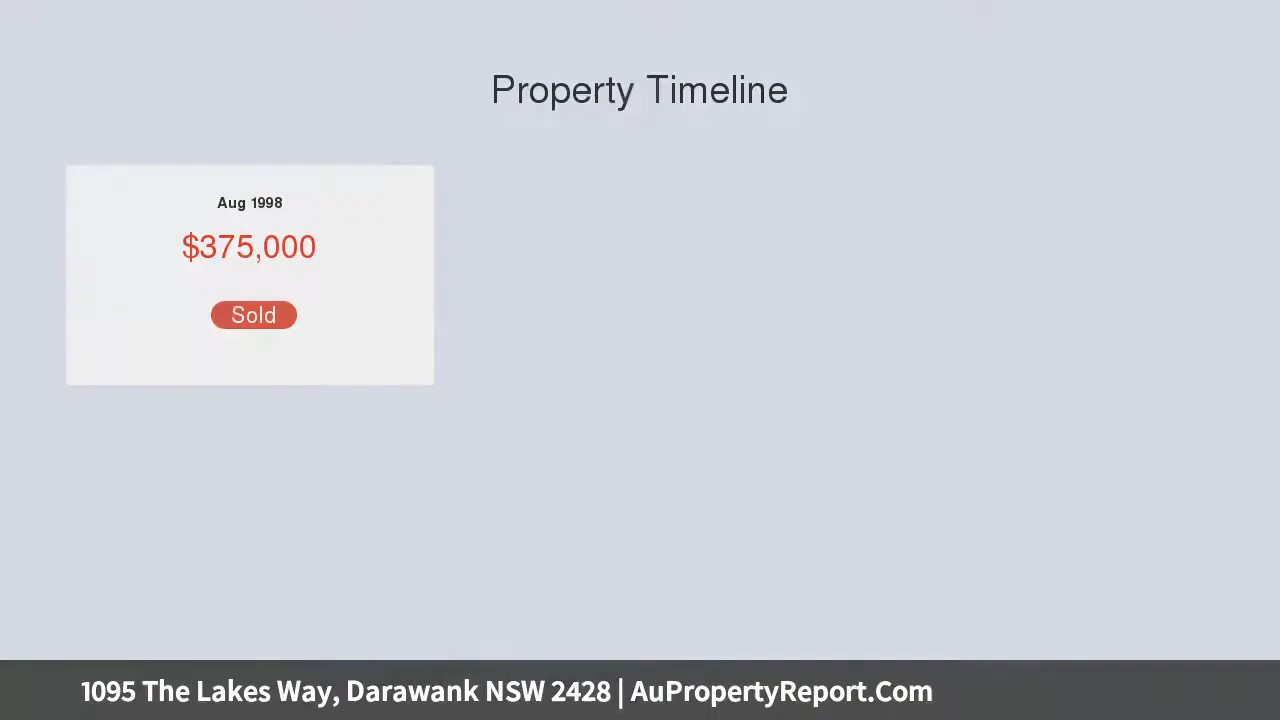 Property Timeline
Aug 1998
$375,000
Sold
1095 The Lakes Way, Darawank NSW 2428 | AuPropertyReport.Com